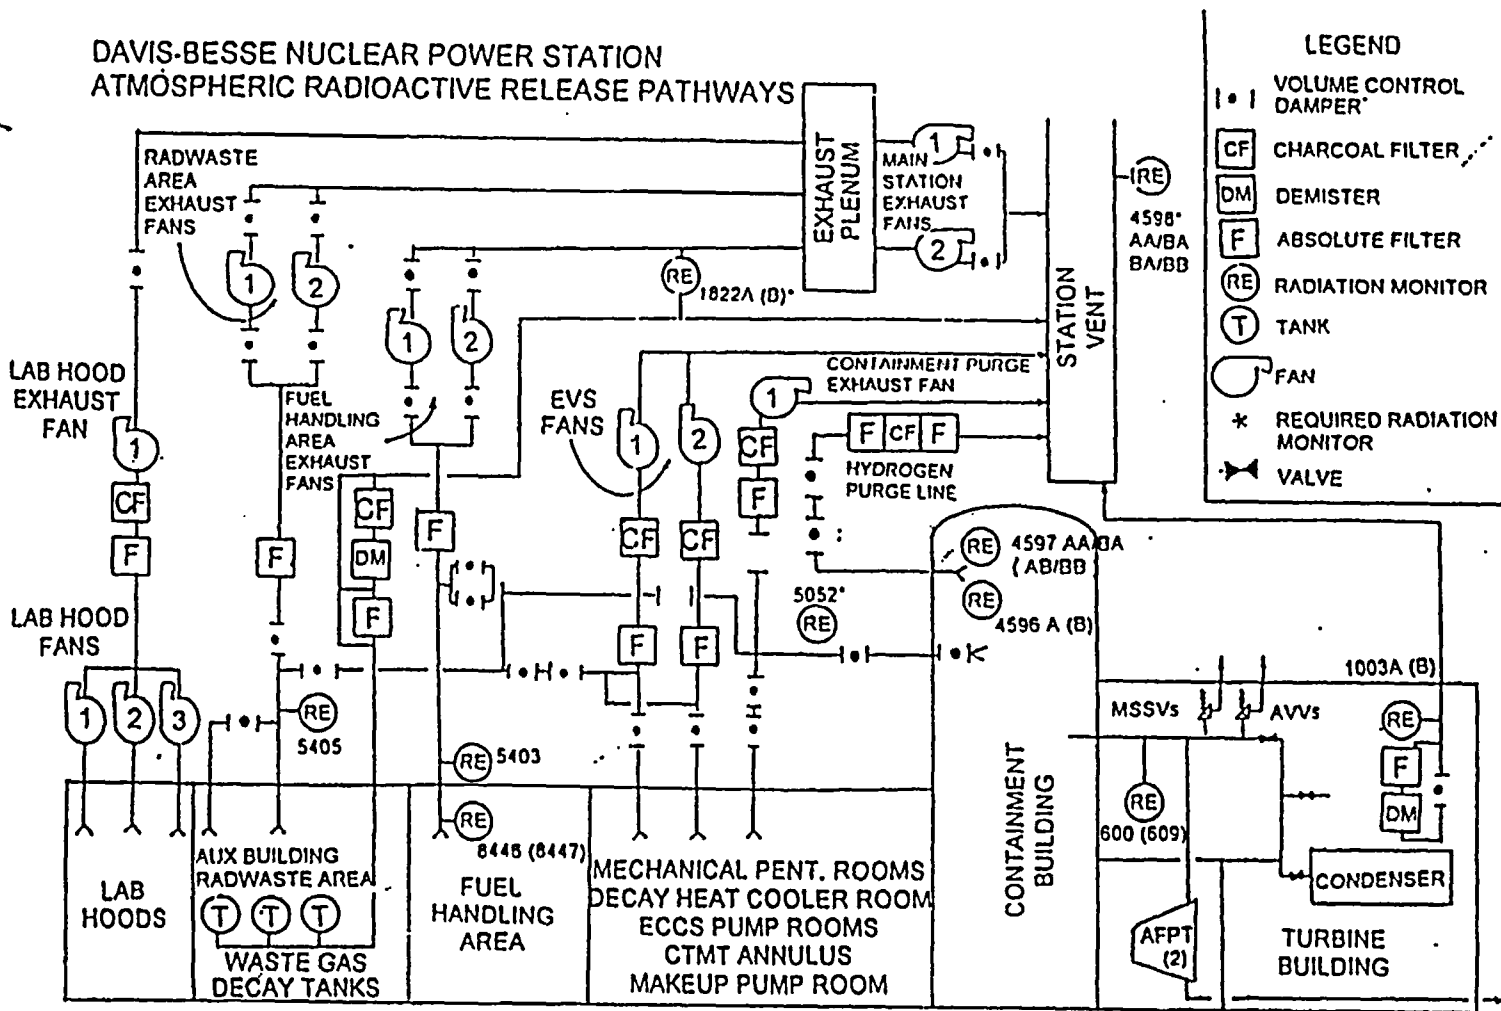 DAVIS-BESSE NUCLEAR POWER STATION
ATMOSPHERIC RADIOACTIVE RELEASE PATHWAYS
LEGEND
VOLUME CONTROL
DAMPER*
CF CHARCOAL FILTER
DM DEMISTER
F ABSOLUTE FILTER
RE RADIATION MONITOR
T TANK
FAN
* REQUIRED RADIATION
MONITOR
VALVE
RADWASTE
AREA
EXHAUST
FANS
1
2
EXHAUST
PLENUM
1
MAIN
STATION
EXHAUST
FANS
2
STATION
VENT
RE
4598*
AA/BA
BA/BB
RE
1822A (B)*
1
2
LAB HOOD
EXHAUST
FAN
1
CF
F
FUEL
HANDLING
AREA
EXHAUST
FANS
F
CF
DM
F
F
EVS
FANS
1
2
CF
CF
F
F
CONTAINMENT PURGE
EXHAUST FAN
1
CF
F
F CF F
HYDROGEN
PURGE LINE
RE
4597 AA/BA
( AB/BB
RE
4596 A (B)
5052*
RE
LAB HOOD
FANS
1
2
3
RE
5405
RE 5403
RE
8446 (8447)
LAB
HOODS
AUX BUILDING
RADWASTE AREA
T T T
WASTE GAS
DECAY TANKS
FUEL
HANDLING
AREA
MECHANICAL PENT. ROOMS
DECAY HEAT COOLER ROOM
ECCS PUMP ROOMS
CTMT ANNULUS
MAKEUP PUMP ROOM
CONTAINMENT
BUILDING
1003A (B)
MSSVs
AVVs
RE
F
DM
RE
600 (609)
CONDENSER
AFPT
(2)
TURBINE
BUILDING